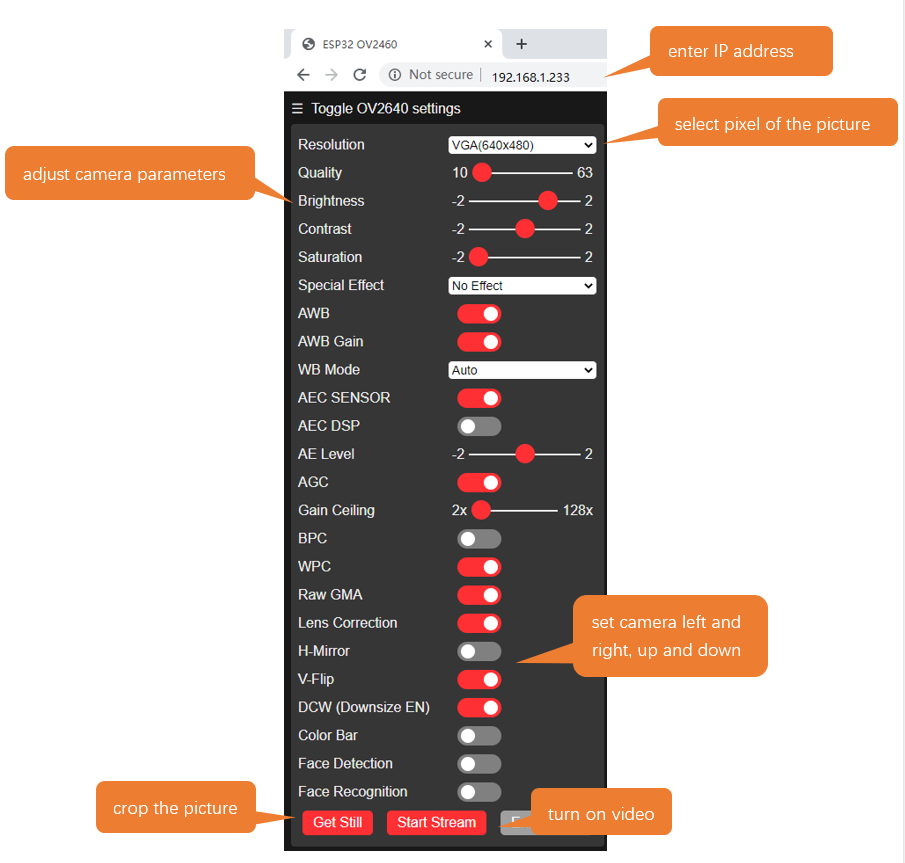 ESP32 OV2460
enter IP address
Not secure
192.168.1.233
Toggle OV2640 settings
select pixel of the picture
Resolution VGA(640x480)
Quality 10 63
adjust camera parameters
Brightness -2 2
Contrast -2 2
Saturation -2 2
Special Effect No Effect
AWB
AWB Gain
WB Mode Auto
AEC SENSOR
AEC DSP
AE Level -2 2
AGC
Gain Ceiling 2x 128x
BPC
WPC
Raw GMA
Lens Correction
set camera left and
right, up and down
H-Mirror
V-Flip
DCW (Downsize EN)
Color Bar
Face Detection
Face Recognition
crop the picture
Get Still Start Stream
turn on video